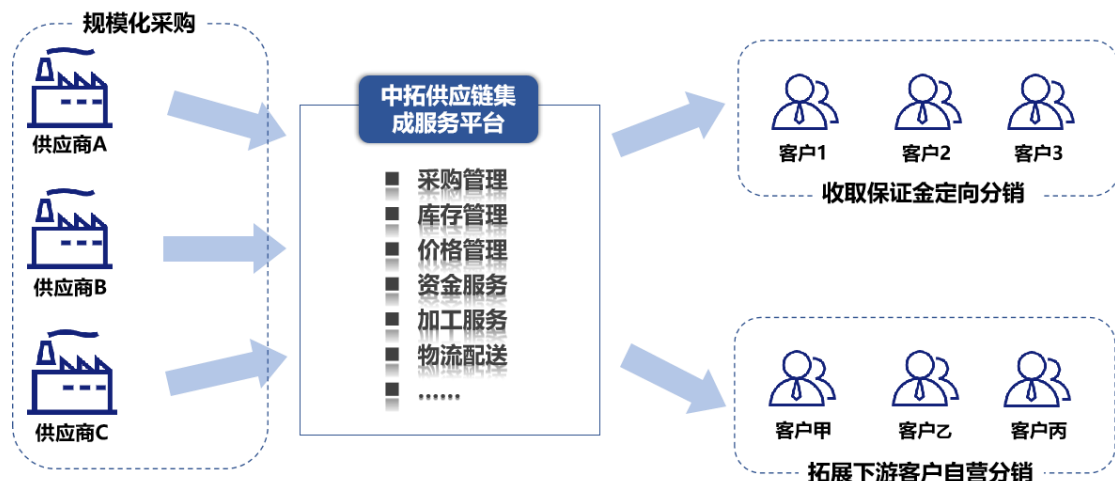 规模化采购
供应商A
供应商B
供应商C
中拓供应链集
成服务平台
■ 采购管理
■ 库存管理
■ 价格管理
■ 资金服务
■ 加工服务
■ 物流配送
■ ……
客户1
客户2
客户3
收取保证金定向分销
客户甲
客户乙
客户丙
拓展下游客户自营分销